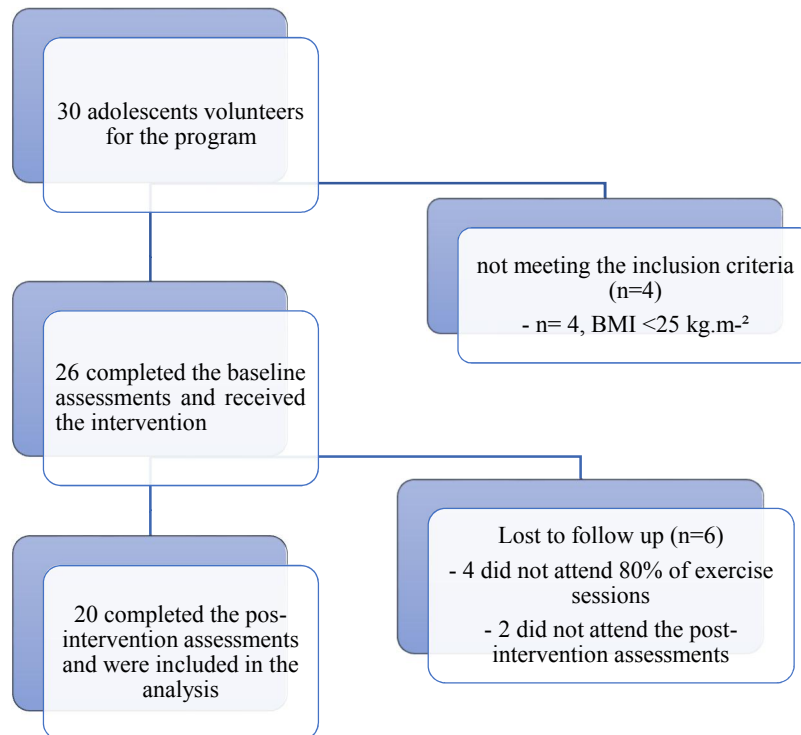 30 adolescents volunteers
for the program
not meeting the inclusion criteria
(n=4)
- n= 4, BMI <25 kg.m-²
26 completed the baseline
assessments and received
the intervention
Lost to follow up (n=6)
- 4 did not attend 80% of exercise
sessions
- 2 did not attend the post-
intervention assessments
20 completed the pos-
intervention assessments
and were included in the
analysis